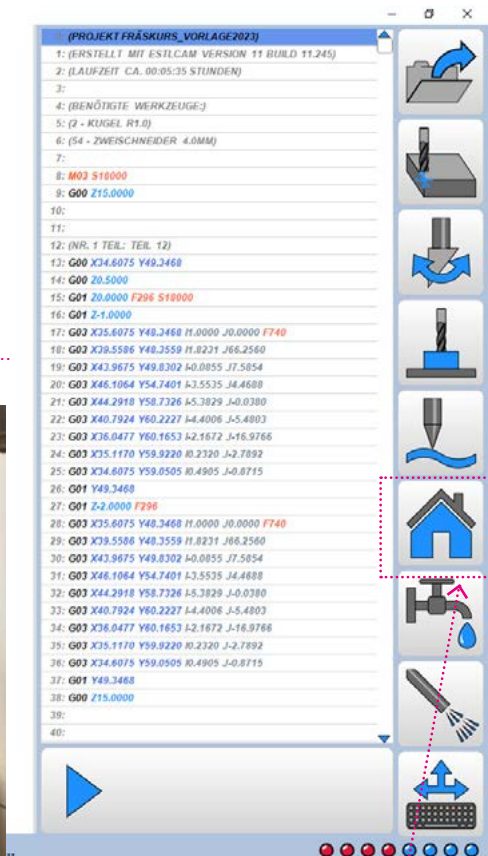 0: (PROJEKT FRÄSKURS_VORLAGE2023)
1: (ERSTELLT MIT ESTLCAM VERSION 11 BUILD 11.245)
2: (LAUFZEIT CA. 00:05:35 STUNDEN)
3:
4: (BENÖTIGTE WERKZEUGE:)
5: (2 - KUGEL R1.0)
6: (54 - ZWEISCHNEIDER 4.0MM)
7:
8: M03 S18000
9: G00 Z15.0000
10:
11:
12: (NR. 1 TEIL: TEIL 12)
13: G00 X34.6075 Y49.3468
14: G00 Z0.5000
15: G01 Z0.0000 F296 S18000
16: G01 Z-1.0000
17: G03 X35.6075 Y48.3468 I1.0000 J0.0000 F740
18: G03 X39.5586 Y48.3559 I1.8231 J66.2560
19: G03 X43.9675 Y49.8302 I-0.0855 J7.5854
20: G03 X46.1064 Y54.7401 I-3.5535 J4.4688
21: G03 X44.2918 Y58.7326 I-5.3829 J-0.0380
22: G03 X40.7924 Y60.2227 I-4.4006 J-5.4803
23: G03 X36.0477 Y60.1653 I-2.1672 J-16.9766
24: G03 X35.1170 Y59.9220 I0.2320 J-2.7892
25: G03 X34.6075 Y59.0505 I0.4905 J-0.8715
26: G01 Y49.3468
27: G01 Z-2.0000 F296
28: G03 X35.6075 Y48.3468 I1.0000 J0.0000 F740
29: G03 X39.5586 Y48.3559 I1.8231 J66.2560
30: G03 X43.9675 Y49.8302 I-0.0855 J7.5854
31: G03 X46.1064 Y54.7401 I-3.5535 J4.4688
32: G03 X44.2918 Y58.7326 I-5.3829 J-0.0380
33: G03 X40.7924 Y60.2227 I-4.4006 J-5.4803
34: G03 X36.0477 Y60.1653 I-2.1672 J-16.9766
35: G03 X35.1170 Y59.9220 I0.2320 J-2.7892
36: G03 X34.6075 Y59.0505 I0.4905 J-0.8715
37: G01 Y49.3468
38: G00 Z15.0000
39:
40: